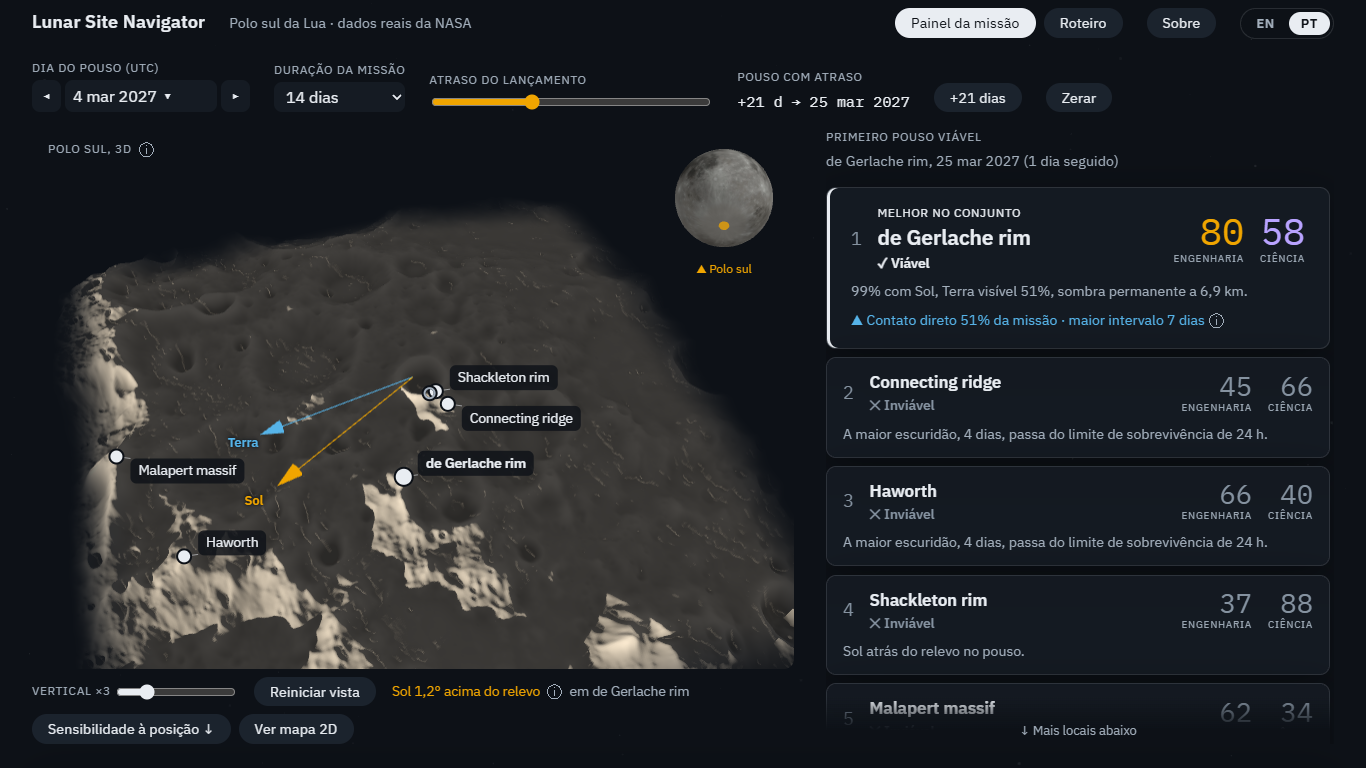 Lunar Site Navigator
Polo sul da Lua · dados reais da NASA
Painel da missão
Roteiro
Sobre
EN
PT
DIA DO POUSO (UTC)
4 mar 2027
DURAÇÃO DA MISSÃO
14 dias
ATRASO DO LANÇAMENTO
POUSO COM ATRASO
+21 d → 25 mar 2027
+21 dias
Zerar
POLO SUL, 3D
▲ Polo sul
Shackleton rim
Connecting ridge
Terra
Malapert massif
de Gerlache rim
Sol
Haworth
VERTICAL ×3
Reiniciar vista
Sol 1,2° acima do relevo
em de Gerlache rim
Sensibilidade à posição ↓
Ver mapa 2D
PRIMEIRO POUSO VIÁVEL
de Gerlache rim, 25 mar 2027 (1 dia seguido)
MELHOR NO CONJUNTO
1
de Gerlache rim
✓ Viável
80
ENGENHARIA
58
CIÊNCIA
99% com Sol, Terra visível 51%, sombra permanente a 6,9 km.
▲ Contato direto 51% da missão · maior intervalo 7 dias
2
Connecting ridge
✕ Inviável
45
ENGENHARIA
66
CIÊNCIA
A maior escuridão, 4 dias, passa do limite de sobrevivência de 24 h.
3
Haworth
✕ Inviável
66
ENGENHARIA
40
CIÊNCIA
A maior escuridão, 4 dias, passa do limite de sobrevivência de 24 h.
4
Shackleton rim
✕ Inviável
37
ENGENHARIA
88
CIÊNCIA
Sol atrás do relevo no pouso.
5
Malapert massif
62
34
↓ Mais locais abaixo